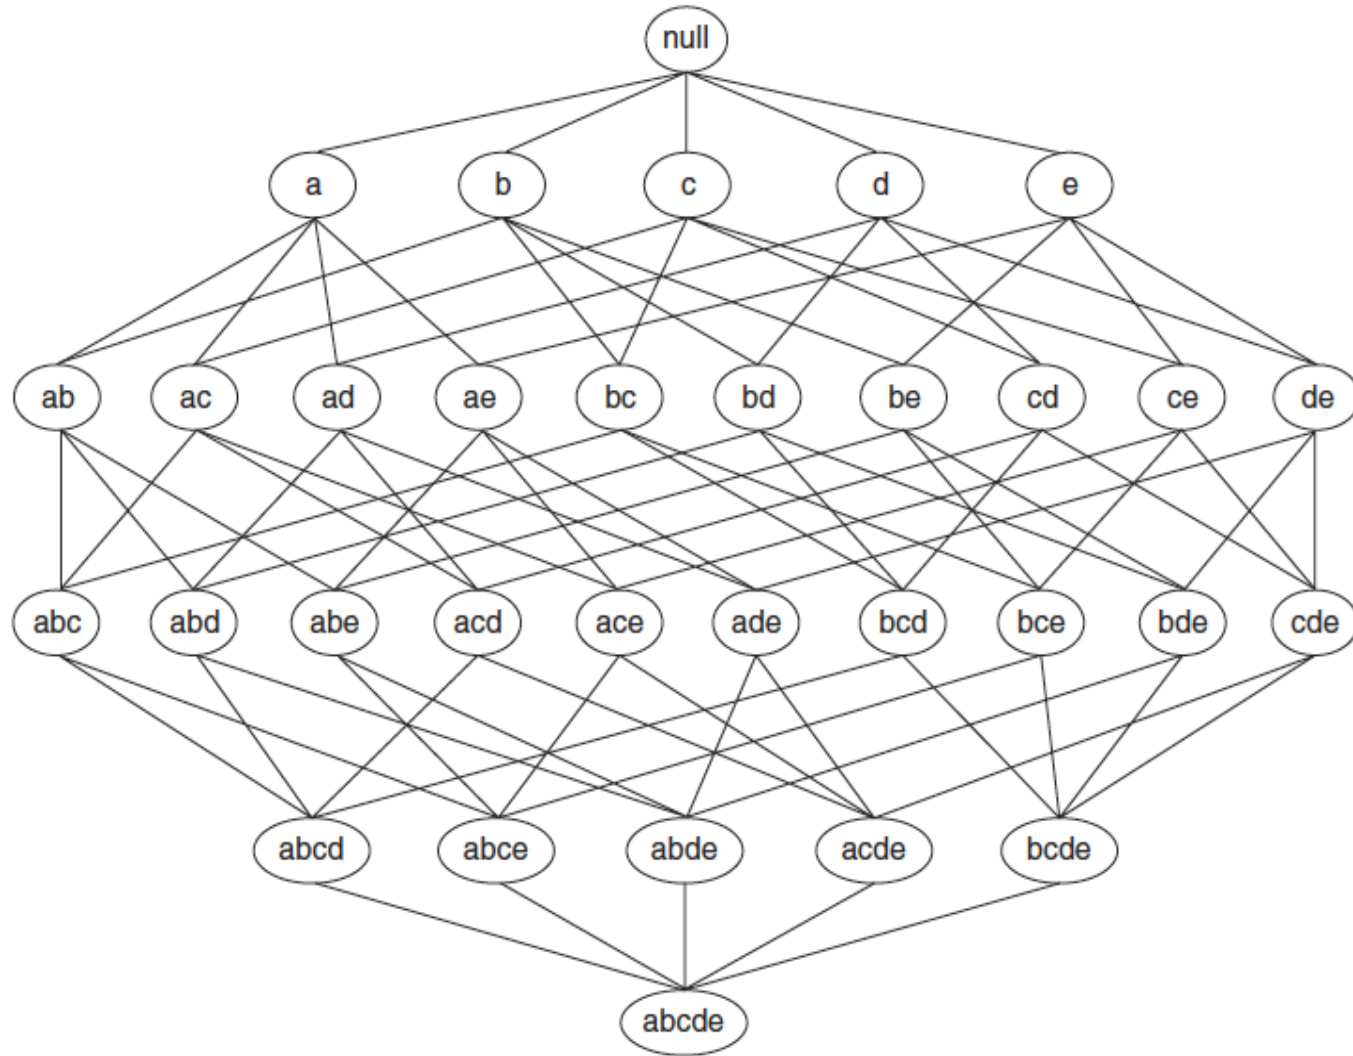 null
a b c d e
ab ac ad ae bc bd be cd ce de
abc abd abe acd ace ade bcd bce bde cde
abcd abce abde acde bcde
abcde